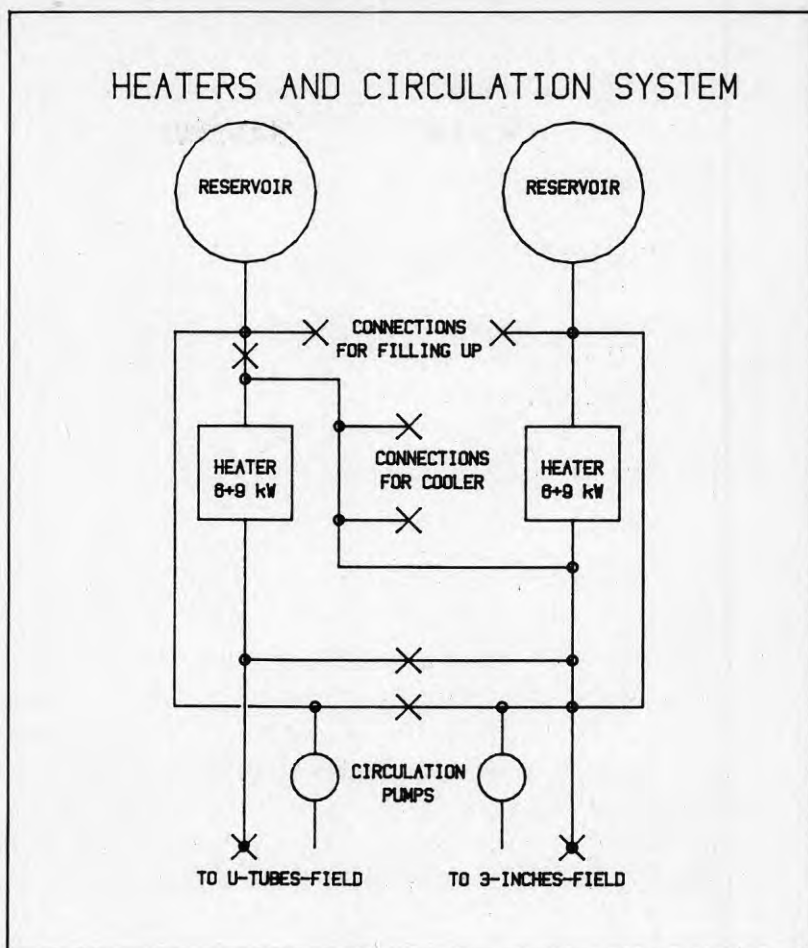 HEATERS AND CIRCULATION SYSTEM
RESERVOIR
RESERVOIR
CONNECTIONS
FOR FILLING UP
HEATER
6+9 kW
CONNECTIONS
FOR COOLER
HEATER
6+9 kW
CIRCULATION
PUMPS
TO U-TUBES-FIELD
TO 3-INCHES-FIELD